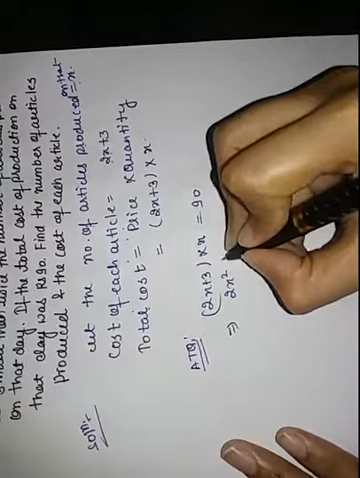 on that day. If the total cost of production on
that day was Rs 90. Find the number of articles
produced & the cost of each article.
Soln:- Let the no. of articles produced on that = x.
Cost of each article = 2x+3
Total cost = Price x Quantity
= (2x+3) x x
ATQ, (2x+3) x x = 90
⇒ 2x²